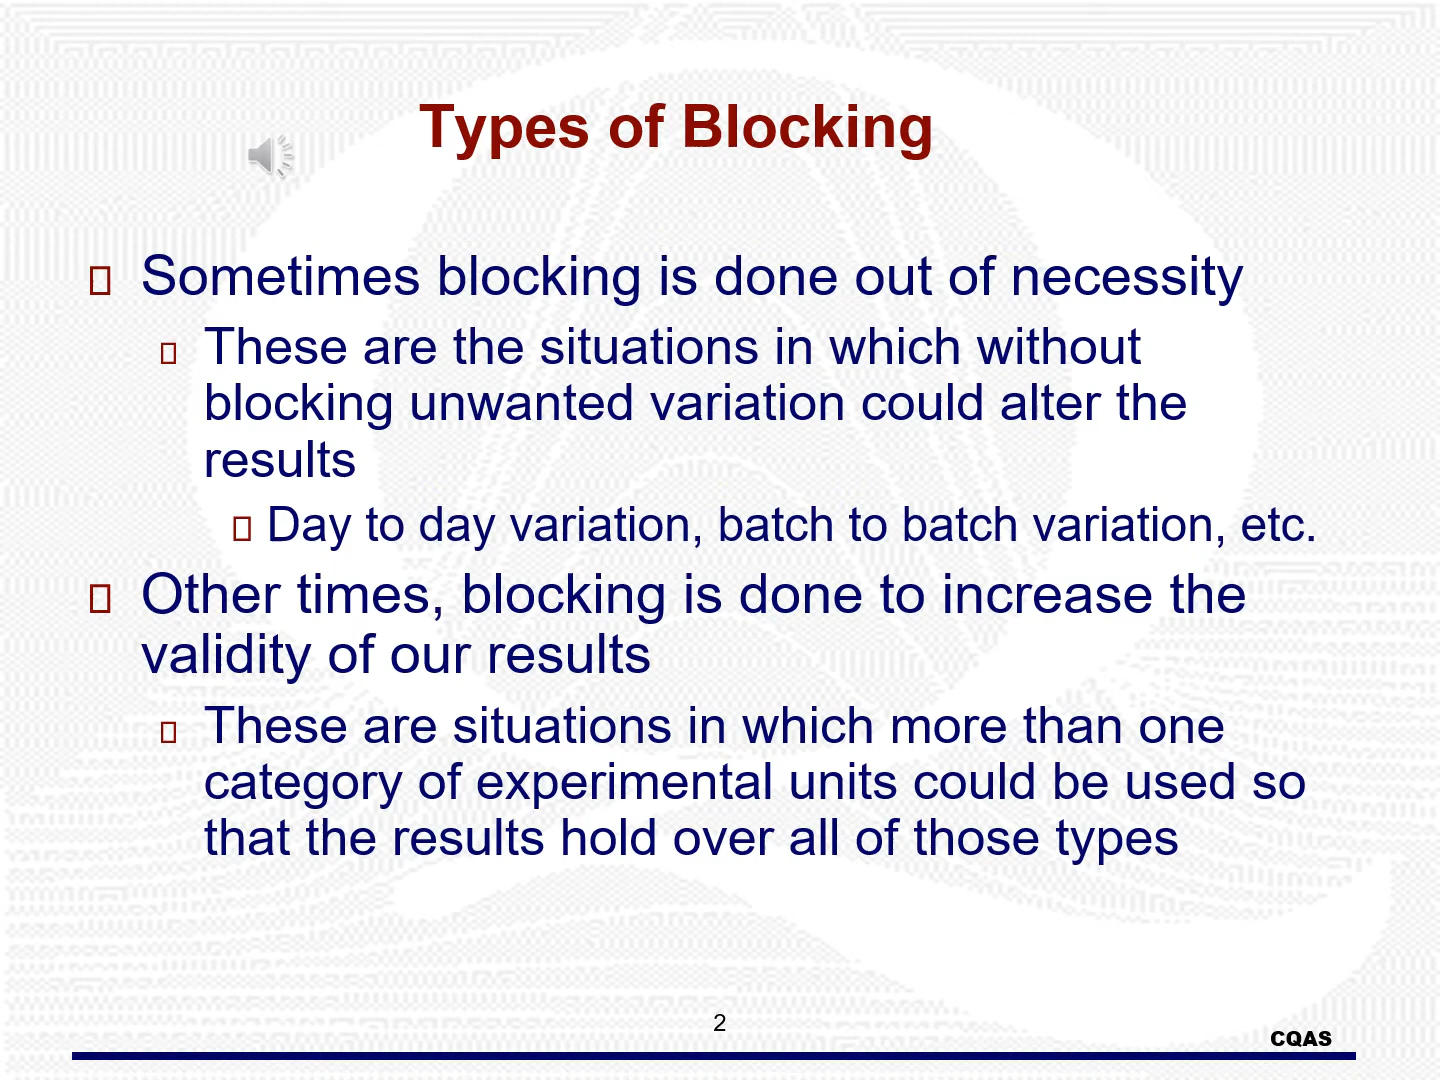 Types of Blocking
Sometimes blocking is done out of necessity
These are the situations in which without
blocking unwanted variation could alter the
results
Day to day variation, batch to batch variation, etc.
Other times, blocking is done to increase the
validity of our results
These are situations in which more than one
category of experimental units could be used so
that the results hold over all of those types
2
CQAS